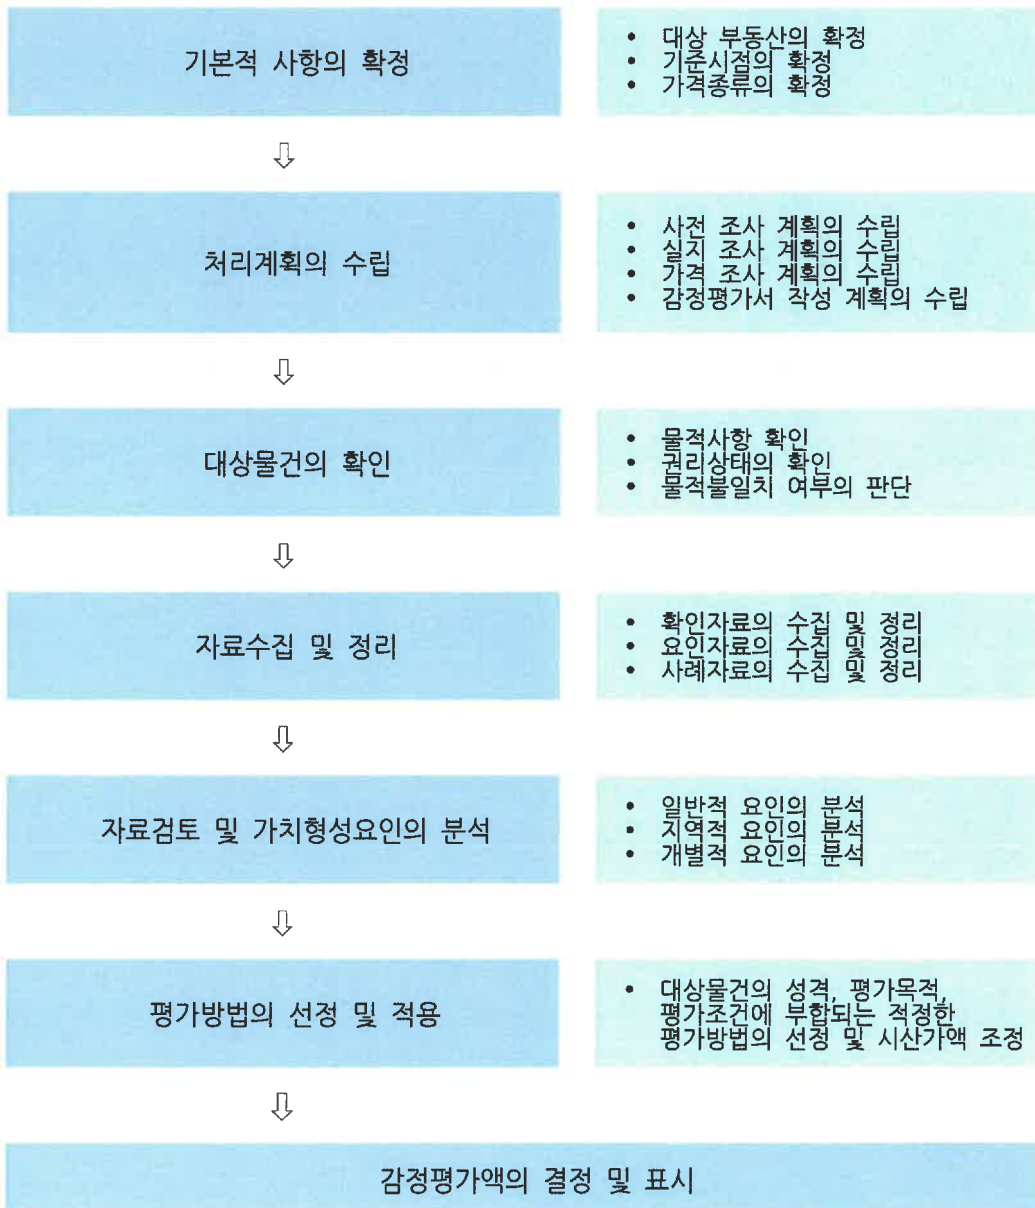 기본적 사항의 확정
• 대상 부동산의 확정
• 기준시점의 확정
• 가격종류의 확정
⇩
처리계획의 수립
• 사전 조사 계획의 수립
• 실지 조사 계획의 수립
• 가격 조사 계획의 수립
• 감정평가서 작성 계획의 수립
⇩
대상물건의 확인
• 물적사항 확인
• 권리상태의 확인
• 물적불일치 여부의 판단
⇩
자료수집 및 정리
• 확인자료의 수집 및 정리
• 요인자료의 수집 및 정리
• 사례자료의 수집 및 정리
⇩
자료검토 및 가치형성요인의 분석
• 일반적 요인의 분석
• 지역적 요인의 분석
• 개별적 요인의 분석
⇩
평가방법의 선정 및 적용
• 대상물건의 성격, 평가목적,
평가조건에 부합되는 적정한
평가방법의 선정 및 시산가액 조정
⇩
감정평가액의 결정 및 표시